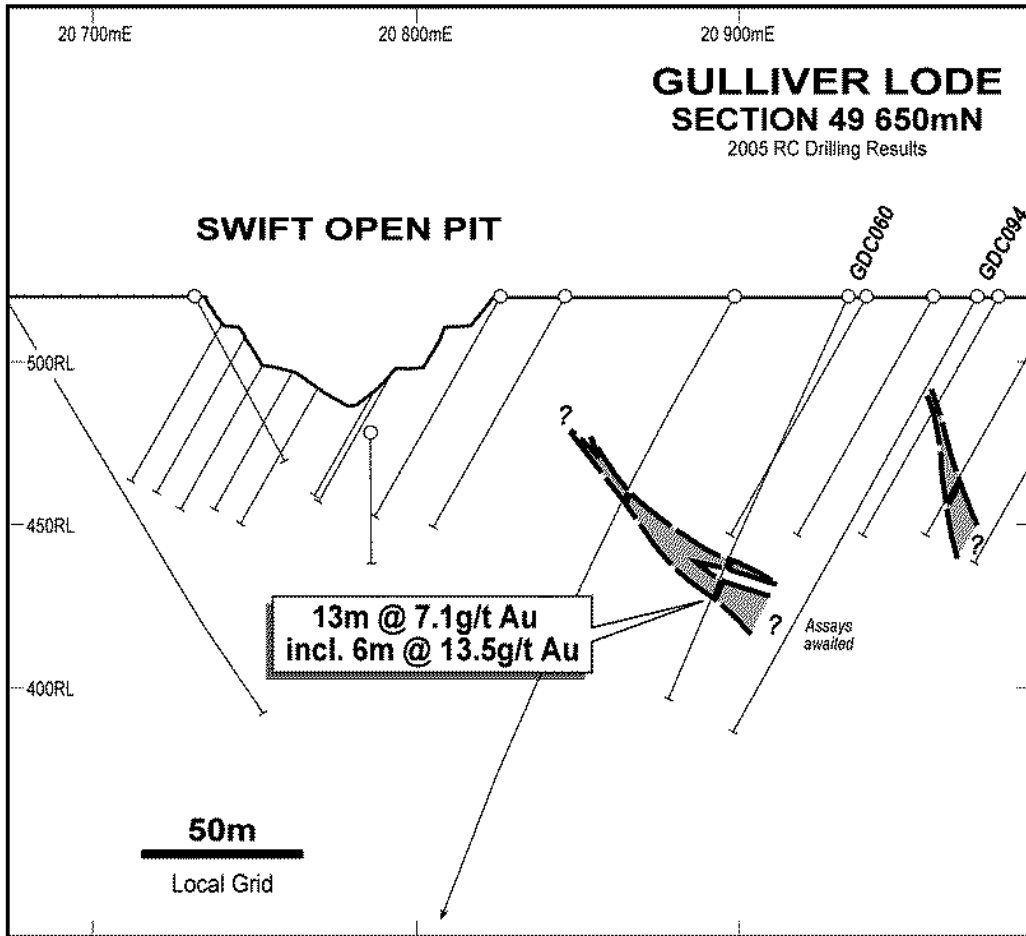 20 700mE
20 800mE
20 900mE
GULLIVER LODE
SECTION 49 650mN
2005 RC Drilling Results
SWIFT OPEN PIT
GDC060
GDC094
500RL
?
450RL
?
13m @ 7.1g/t Au
incl. 6m @ 13.5g/t Au
?
Assays
awaited
400RL
50m
Local Grid